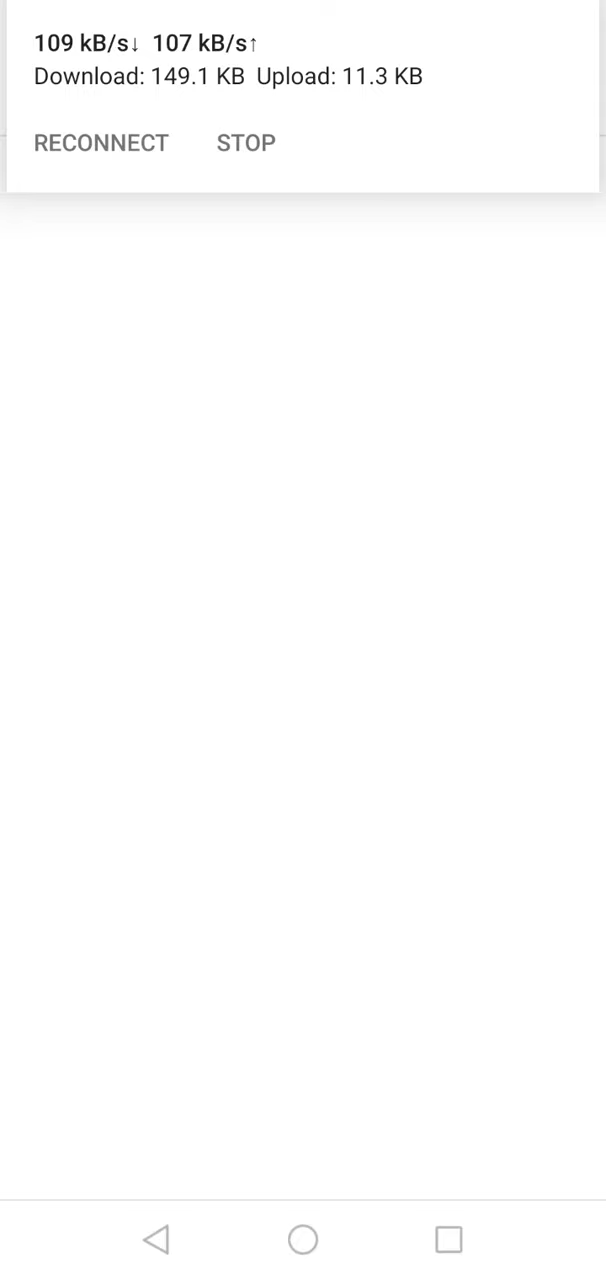 109 kB/s↓ 107 kB/s↑
Download: 149.1 KB Upload: 11.3 KB
RECONNECT STOP